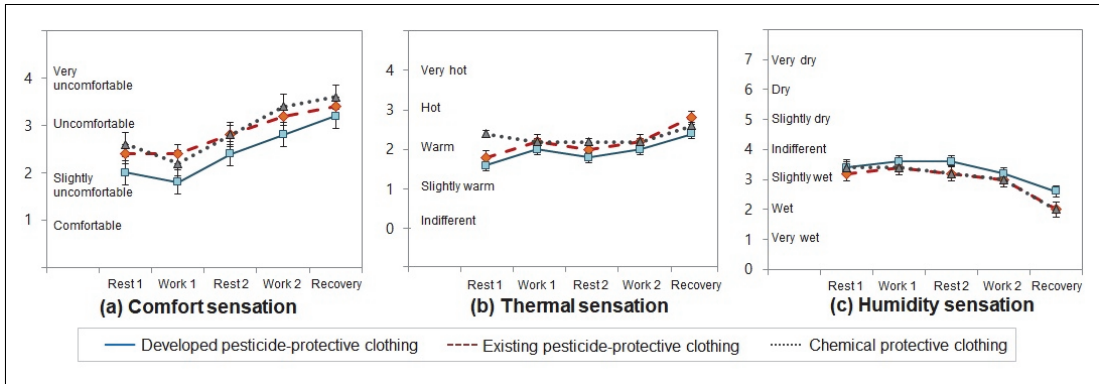 4
3
2
1
Very
uncomfortable
Uncomfortable
Slightly
uncomfortable
Comfortable
Rest 1 Work 1 Rest 2 Work 2 Recovery
(a) Comfort sensation
4
3
2
1
0
Very hot
Hot
Warm
Slightly warm
Indifferent
Rest 1 Work 1 Rest 2 Work 2 Recovery
(b) Thermal sensation
7
6
5
4
3
2
1
0
Very dry
Dry
Slightly dry
Indifferent
Slightly wet
Wet
Very wet
Rest 1 Work 1 Rest 2 Work 2 Recovery
(c) Humidity sensation
Developed pesticide-protective clothing Existing pesticide-protective clothing Chemical protective clothing